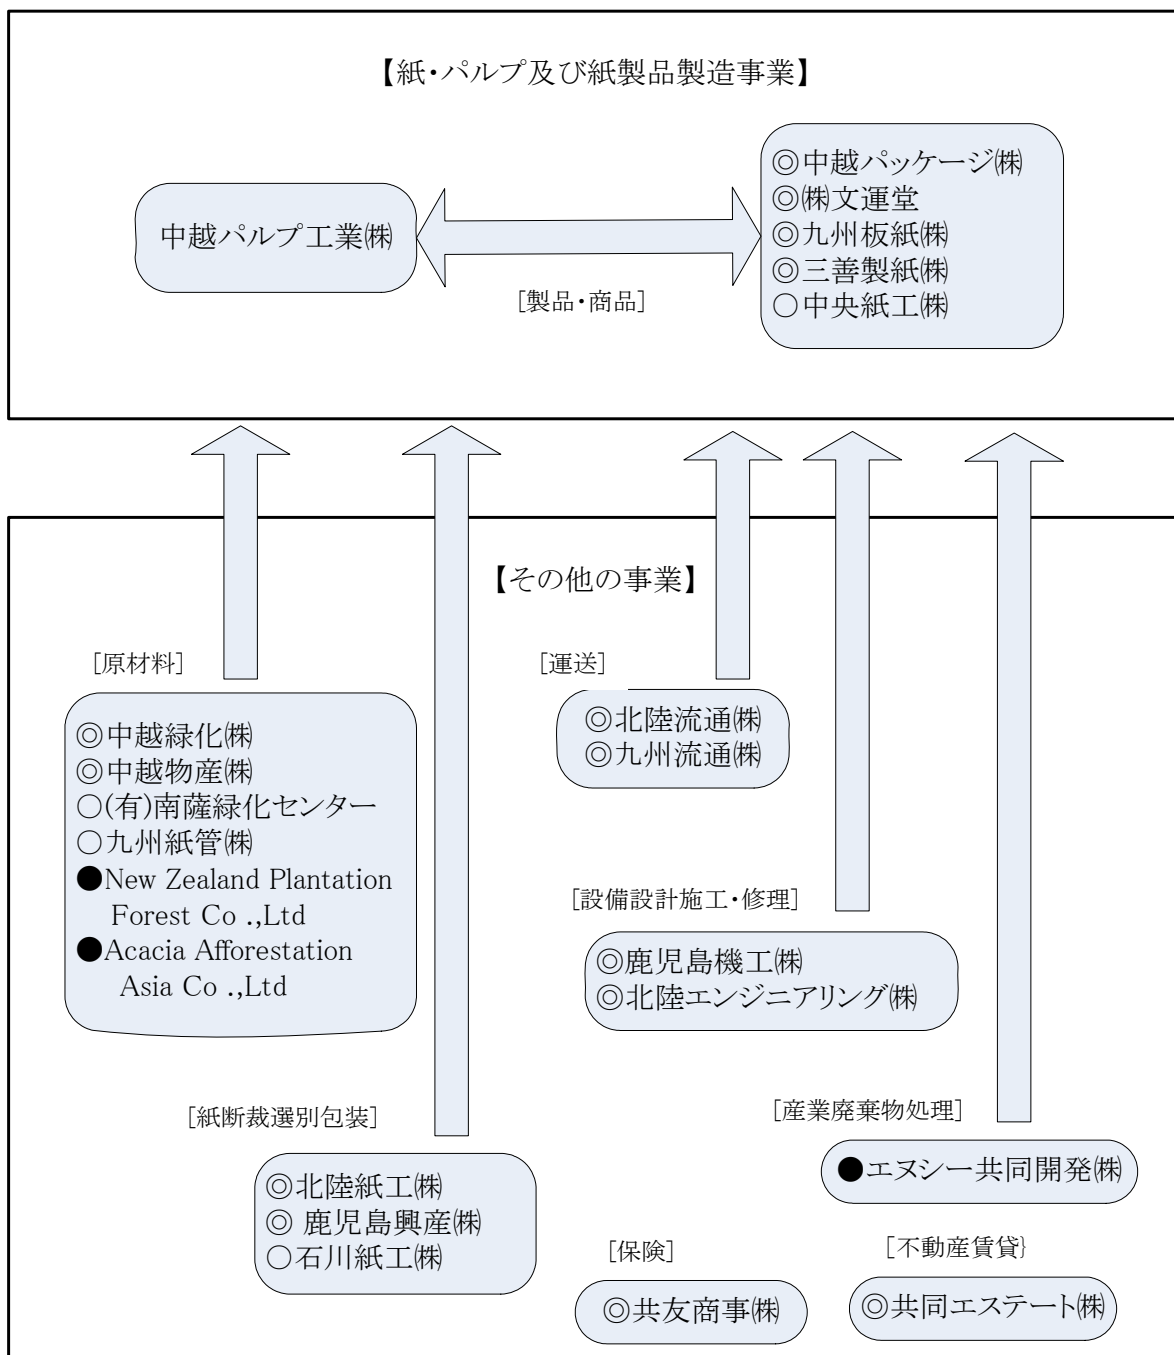 【紙・パルプ及び紙製品製造事業】
中越パルプ工業㈱
[製品・商品]
◎中越パッケージ㈱
◎㈱文運堂
◎九州板紙㈱
◎三善製紙㈱
○中央紙工㈱
【その他の事業】
[原材料]
◎中越緑化㈱
◎中越物産㈱
○(有)南薩緑化センター
○九州紙管㈱
●New Zealand Plantation
Forest Co .,Ltd
●Acacia Afforestation
Asia Co .,Ltd
[運送]
◎北陸流通㈱
◎九州流通㈱
[設備設計施工・修理]
◎鹿児島機工㈱
◎北陸エンジニアリング㈱
[紙断裁選別包装]
◎北陸紙工㈱
◎ 鹿児島興産㈱
○石川紙工㈱
[産業廃棄物処理]
●エヌシー共同開発㈱
[保険]
◎共友商事㈱
[不動産賃貸}
◎共同エステート㈱